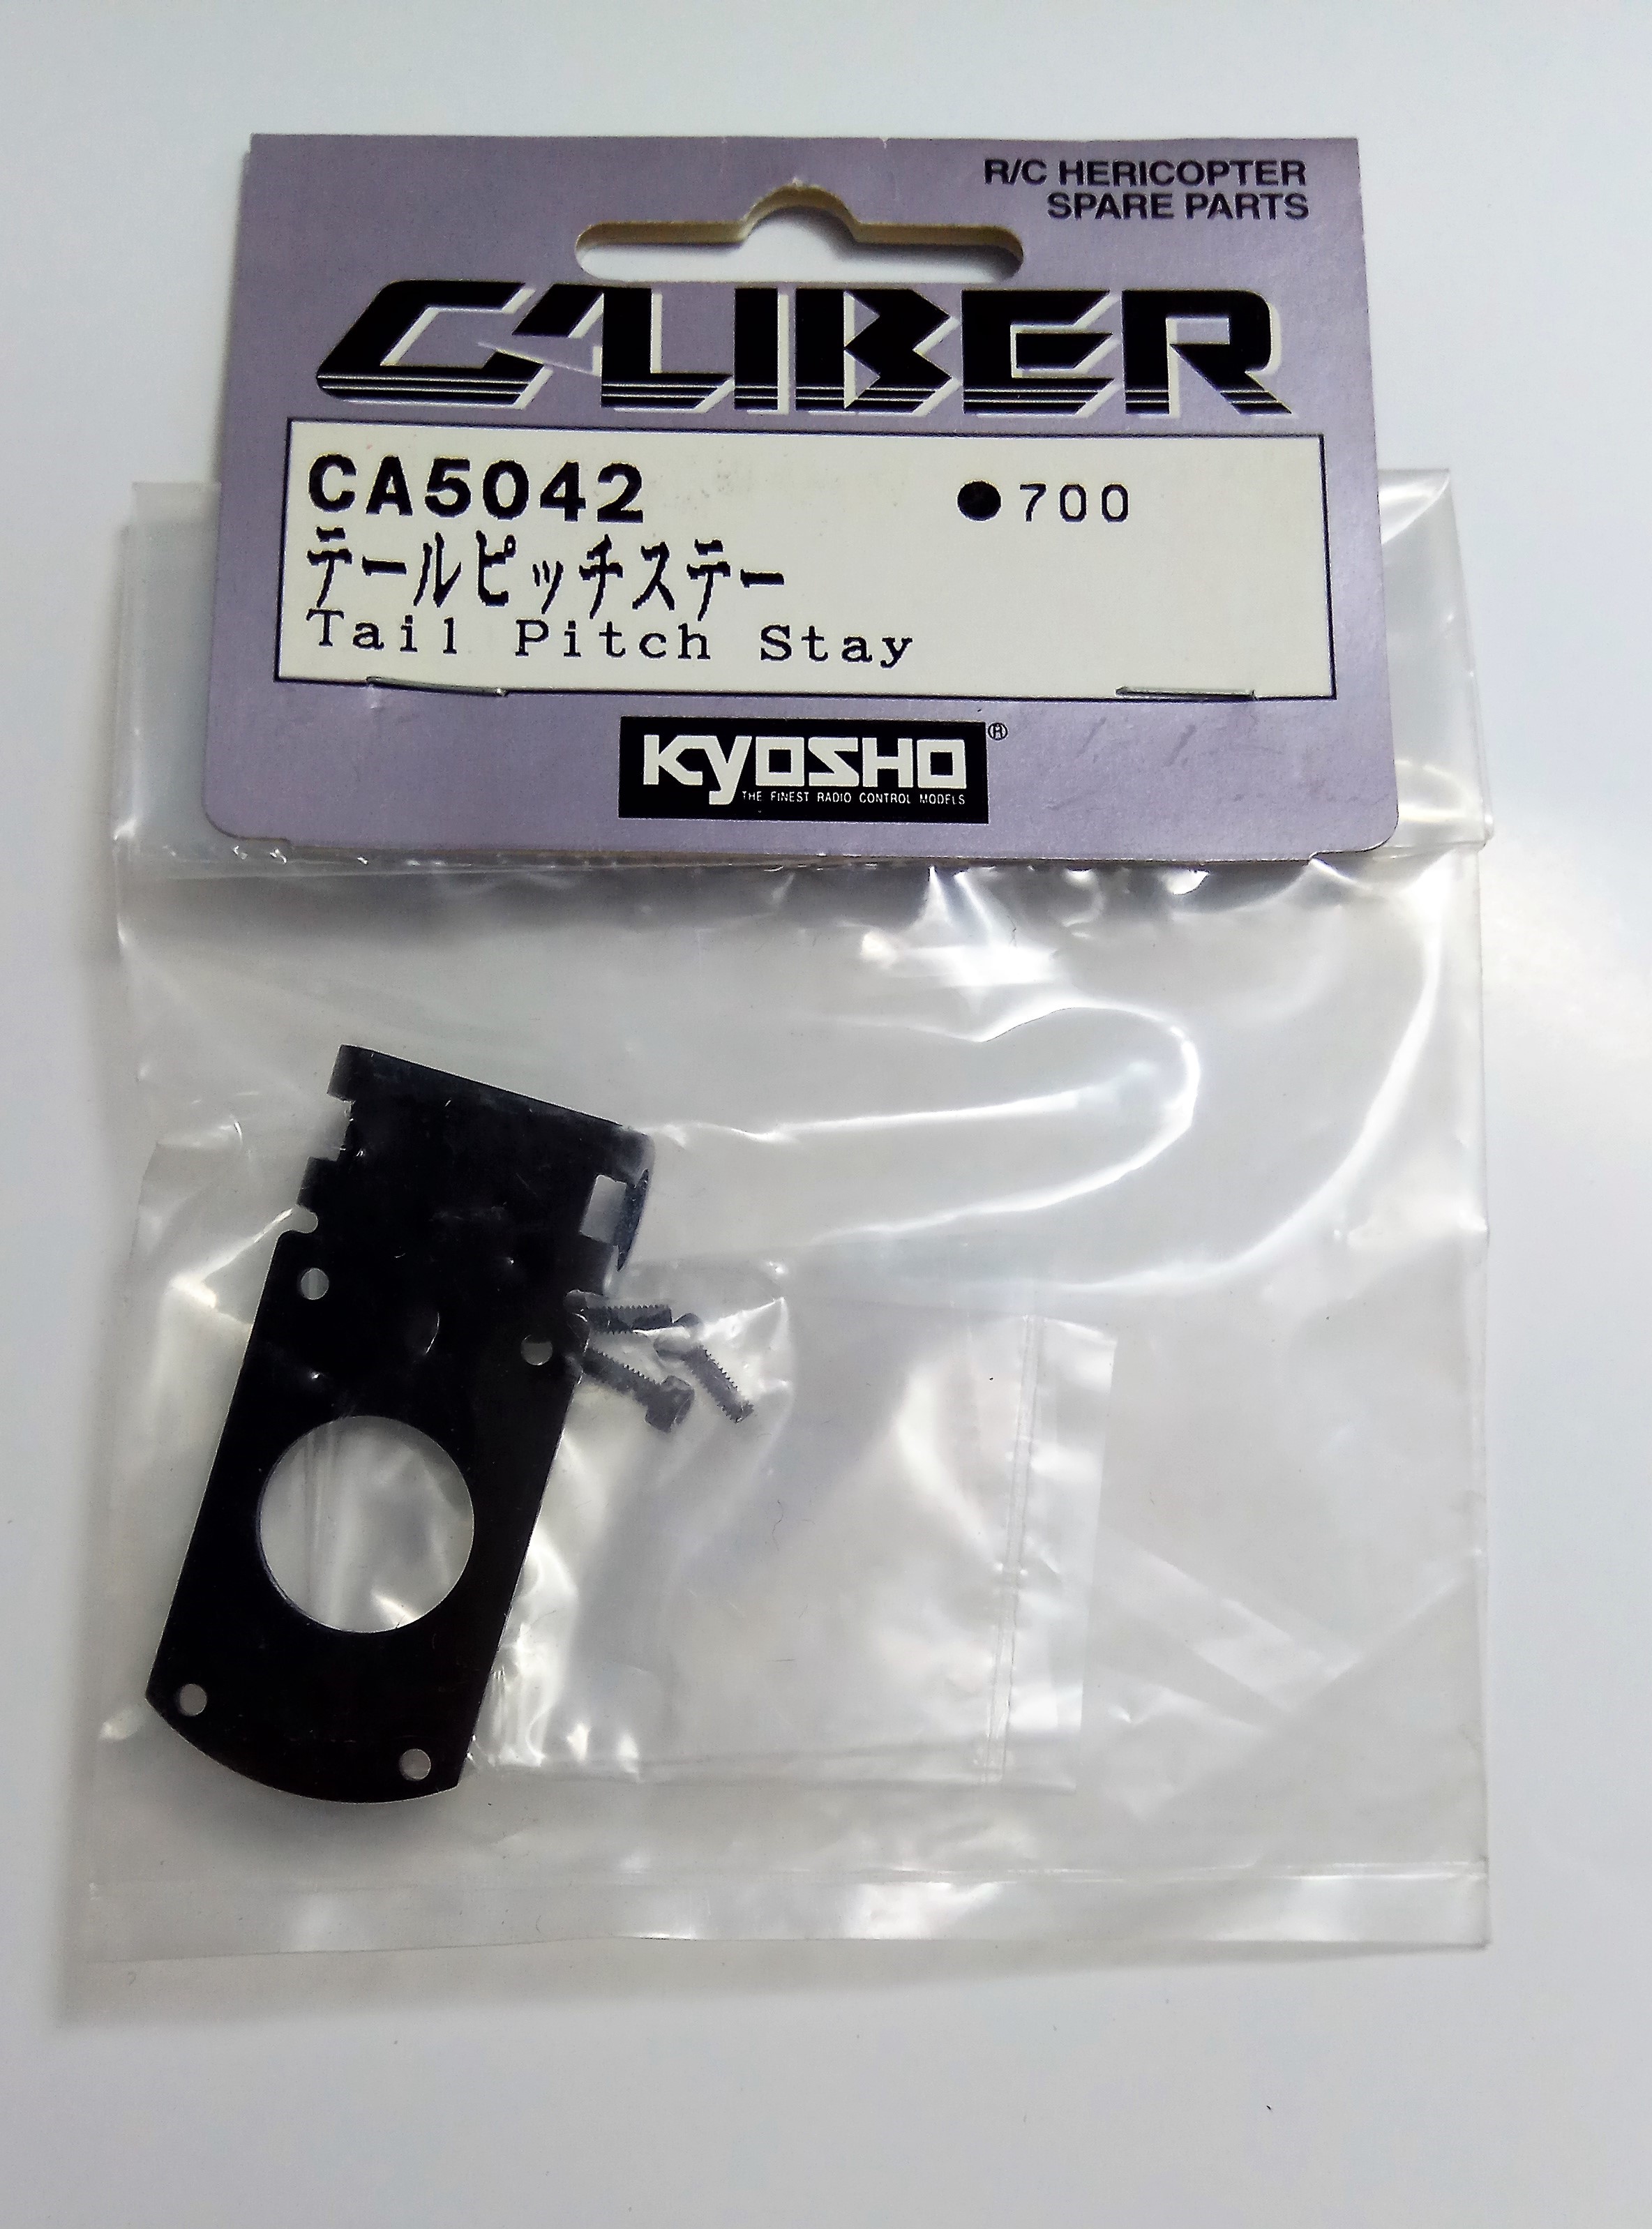 R/C HERICOPTER
SPARE PARTS
CALIBER
CA5042 ●700
テールピッチステー
Tail Pitch Stay
KYOSHO®
THE FINEST RADIO CONTROL MODELS